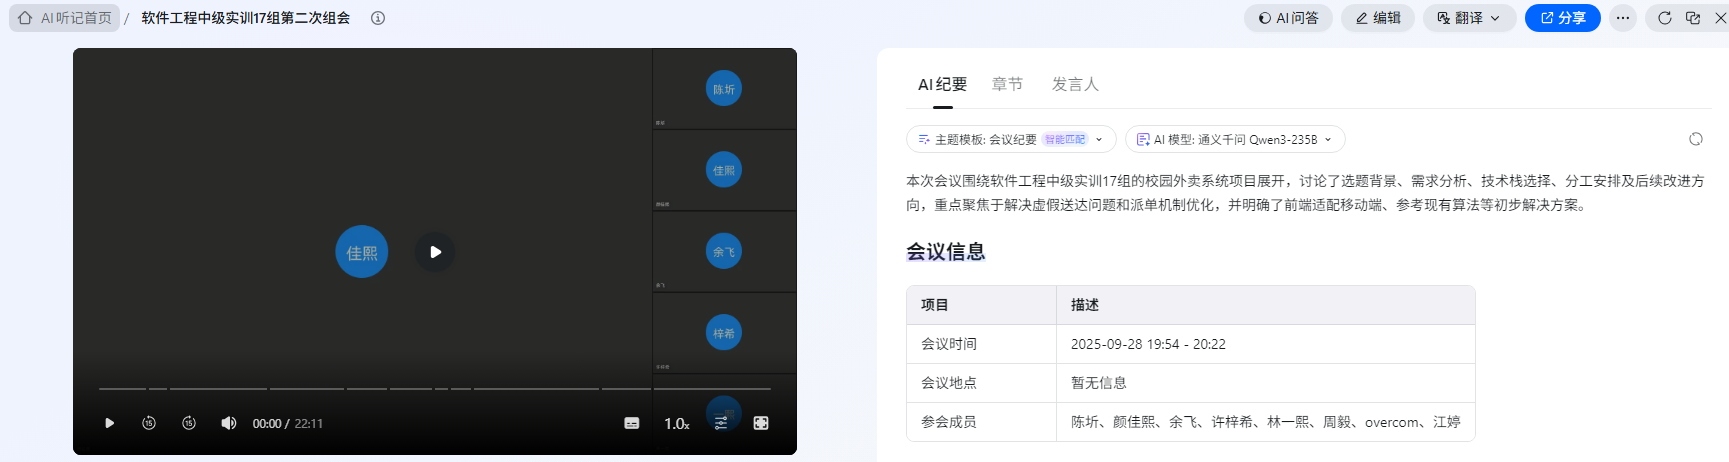 AI听记首页 / 软件工程中级实训17组第二次组会
AI问答 编辑 翻译 分享
陈圻
佳熙
余飞
梓希
佳熙
00:00 / 22:11
1.0x
AI纪要 章节 发言人
主题模板: 会议纪要 智能匹配
AI 模型: 通义千问 Qwen3-235B
本次会议围绕软件工程中级实训17组的校园外卖系统项目展开，讨论了选题背景、需求分析、技术栈选择、分工安排及后续改进方
向，重点聚焦于解决虚假送达问题和派单机制优化，并明确了前端适配移动端、参考现有算法等初步解决方案。
会议信息
项目 描述
会议时间 2025-09-28 19:54 - 20:22
会议地点 暂无信息
参会成员 陈圻、颜佳熙、余飞、许梓希、林一熙、周毅、overcom、江婷